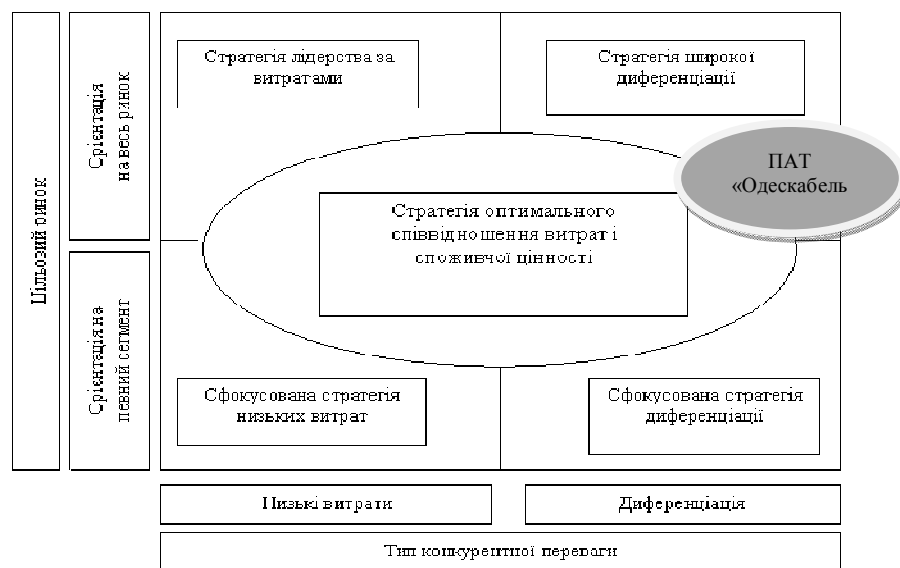 Стратегія лідерства за
витратами
Стратегія широкої
диференціації
ПАТ
«Одескабель
Стратегія оптимального
співвідношення витрат і
споживчої цінності
Сфокусована стратегія
низьких витрат
Сфокусована стратегія
диференціації
Цільовий ринок
Орієнтація
на весь ринок
Орієнтація на
певний сегмент
Низькі витрати
Диференціація
Тип конкурентної переваги